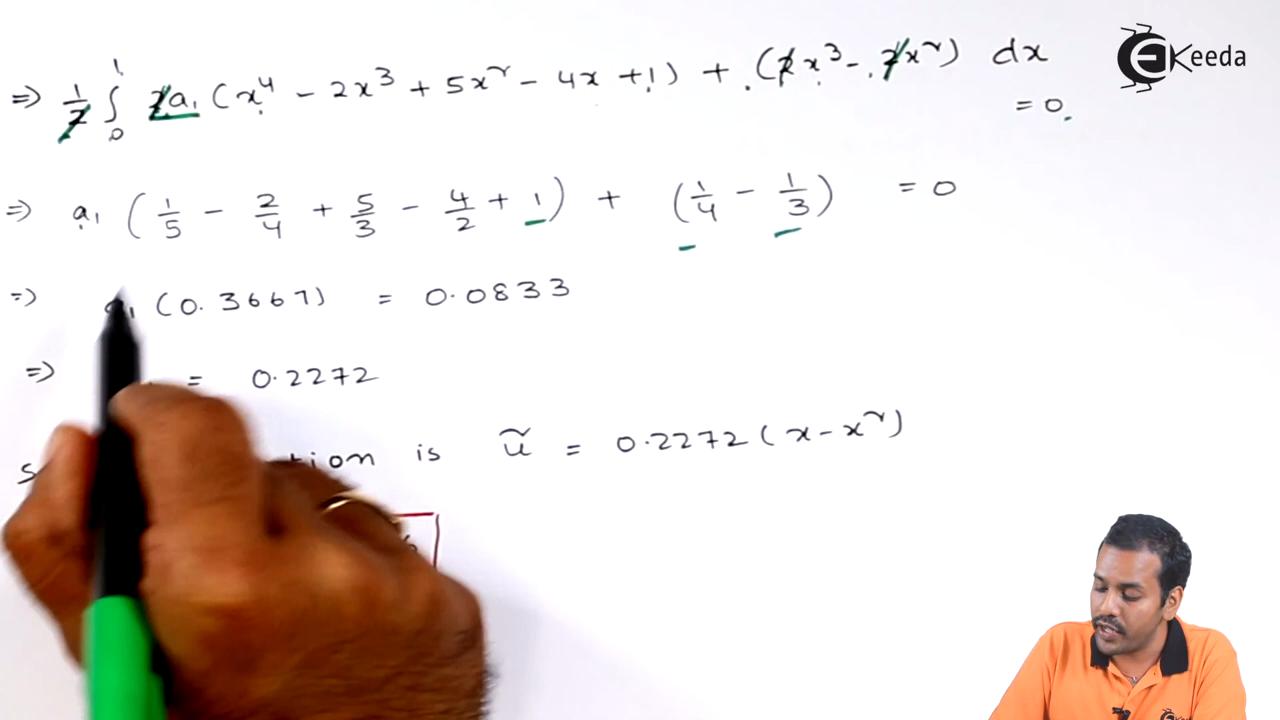 EKeeda
⇒ 1/2 ∫₀¹ 2a₁ (x⁴ - 2x³ + 5x² - 4x + 1) + (2x³ - 2x²) dx
= 0
⇒ a₁ (1/5 - 2/4 + 5/3 - 4/2 + 1) + (1/4 - 1/3) = 0
⇒ (0.3667) = 0.0833
⇒ = 0.2272
is ũ = 0.2272 (x - x²)